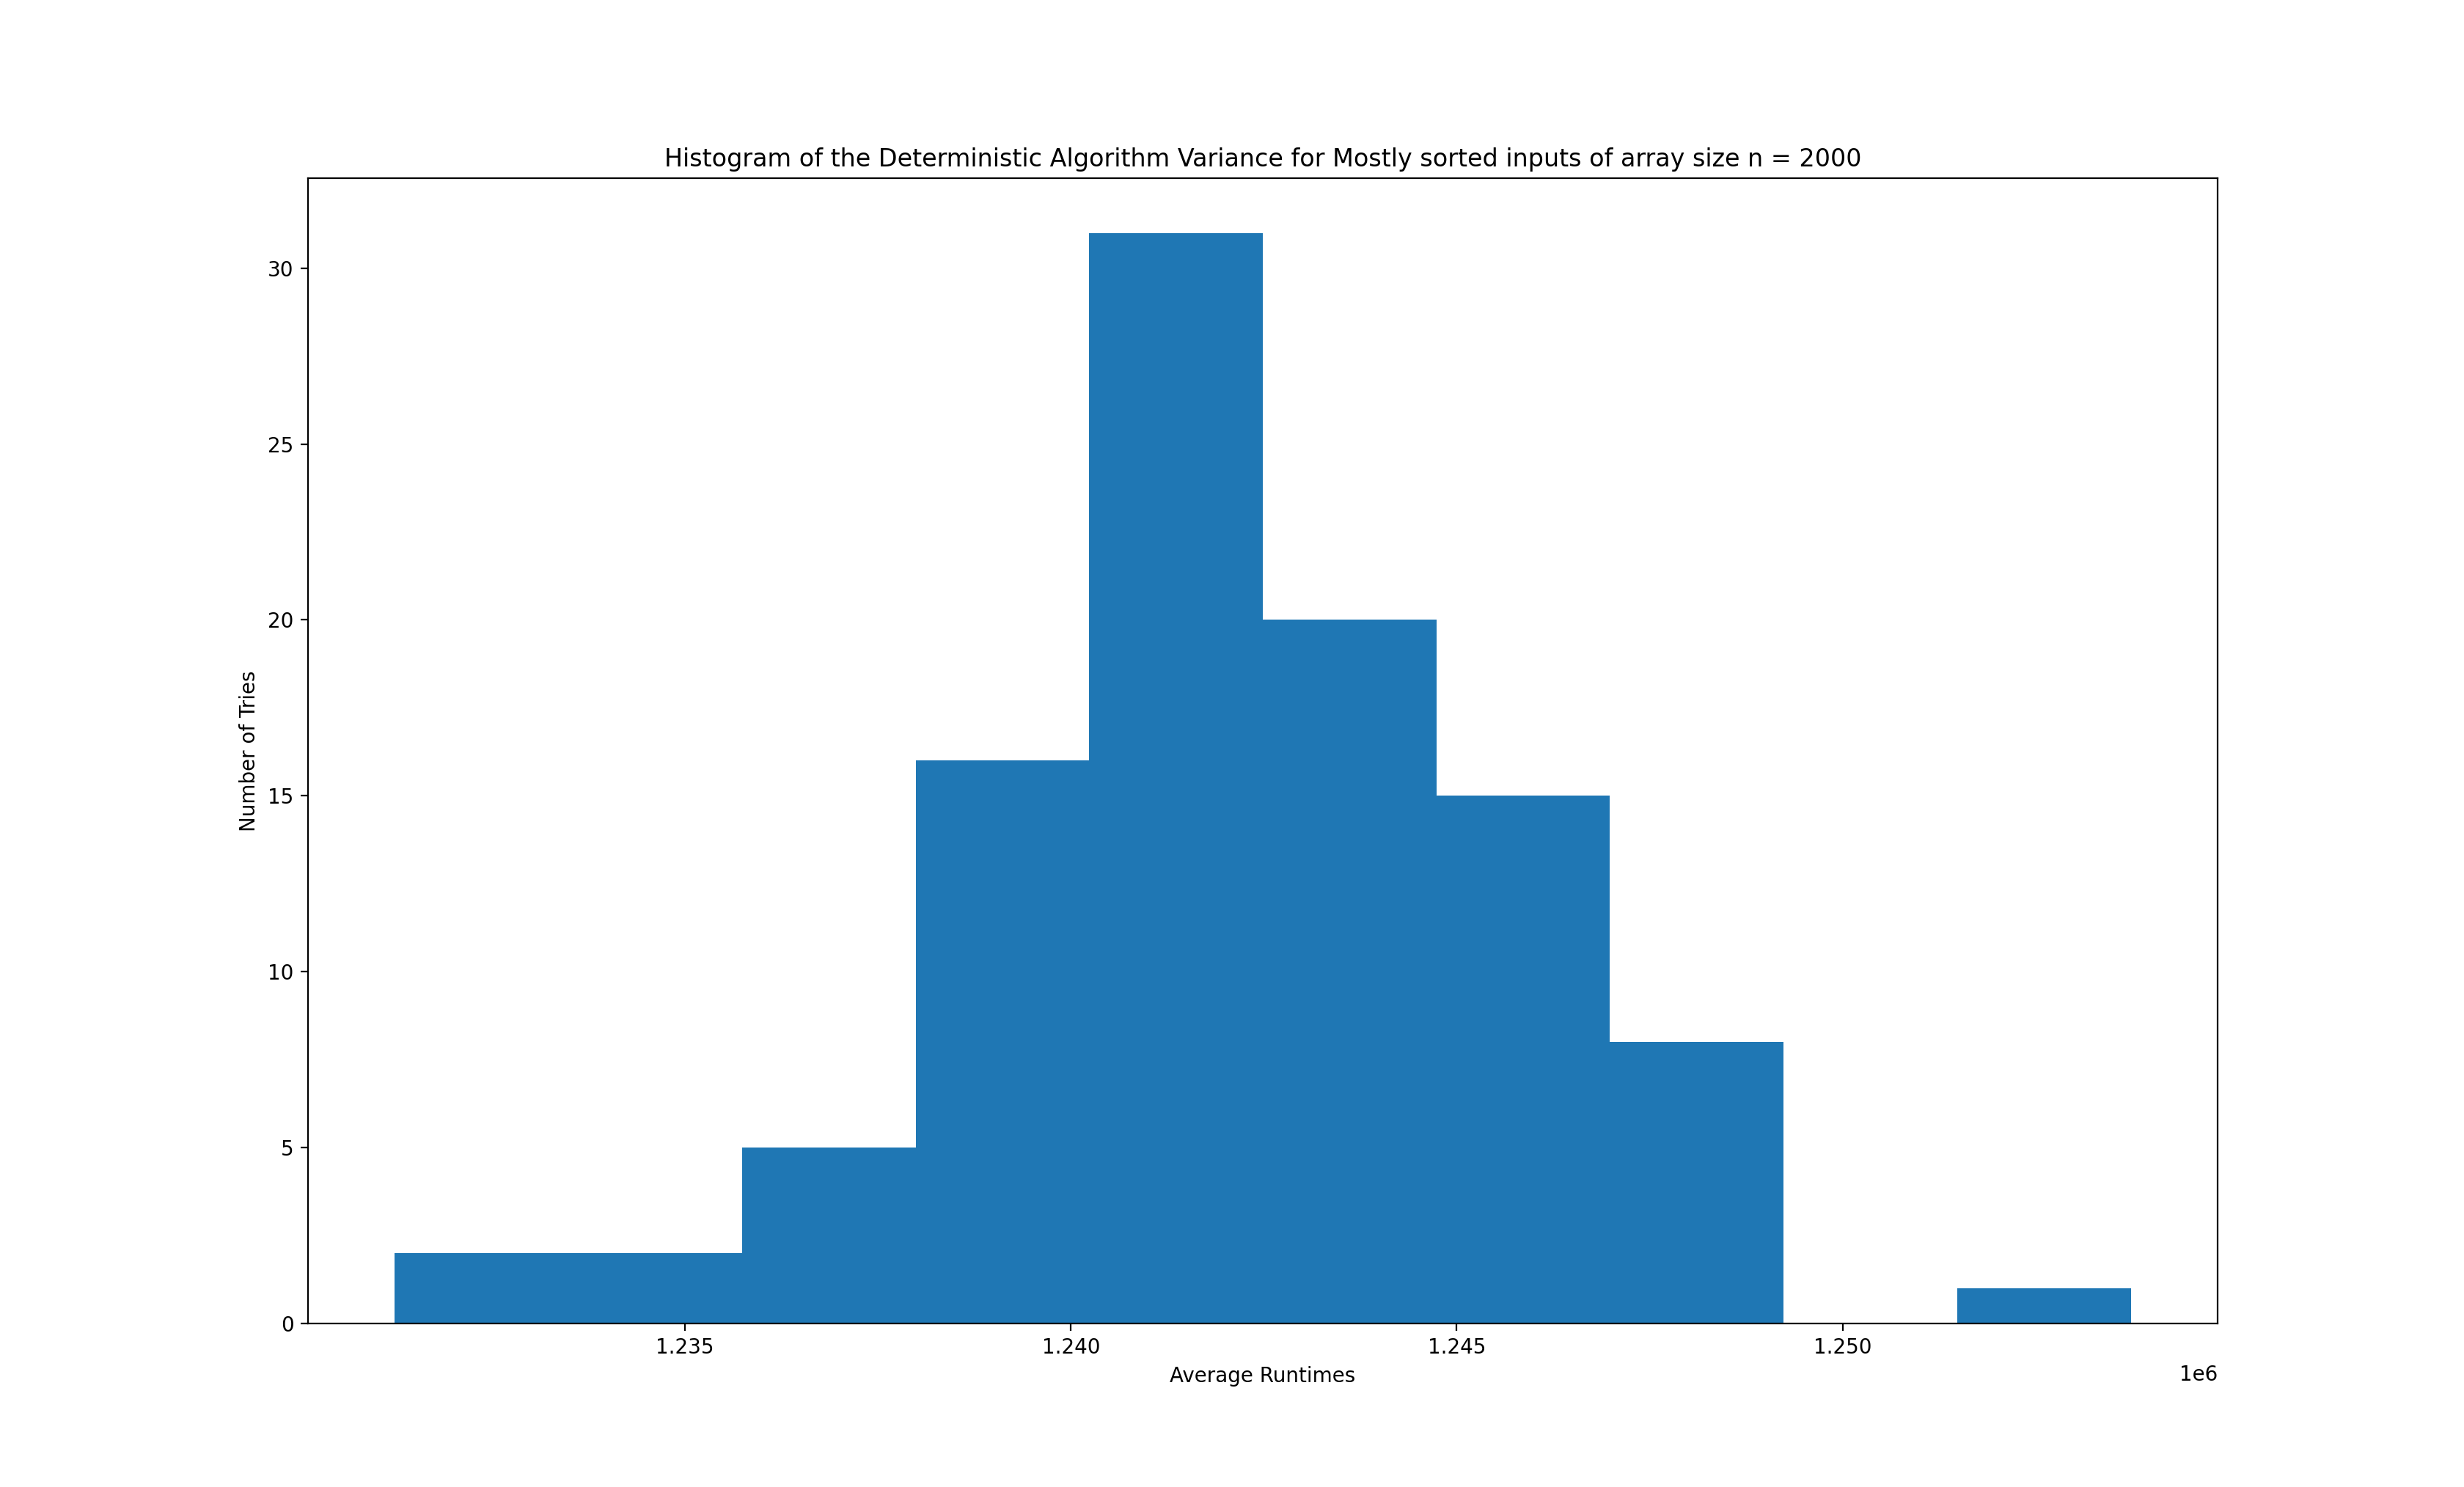 Histogram of the Deterministic Algorithm Variance for Mostly sorted inputs of array size n = 2000
30
25
20
15
10
5
0
Number of Tries
1.235 1.240 1.245 1.250
Average Runtimes
1e6